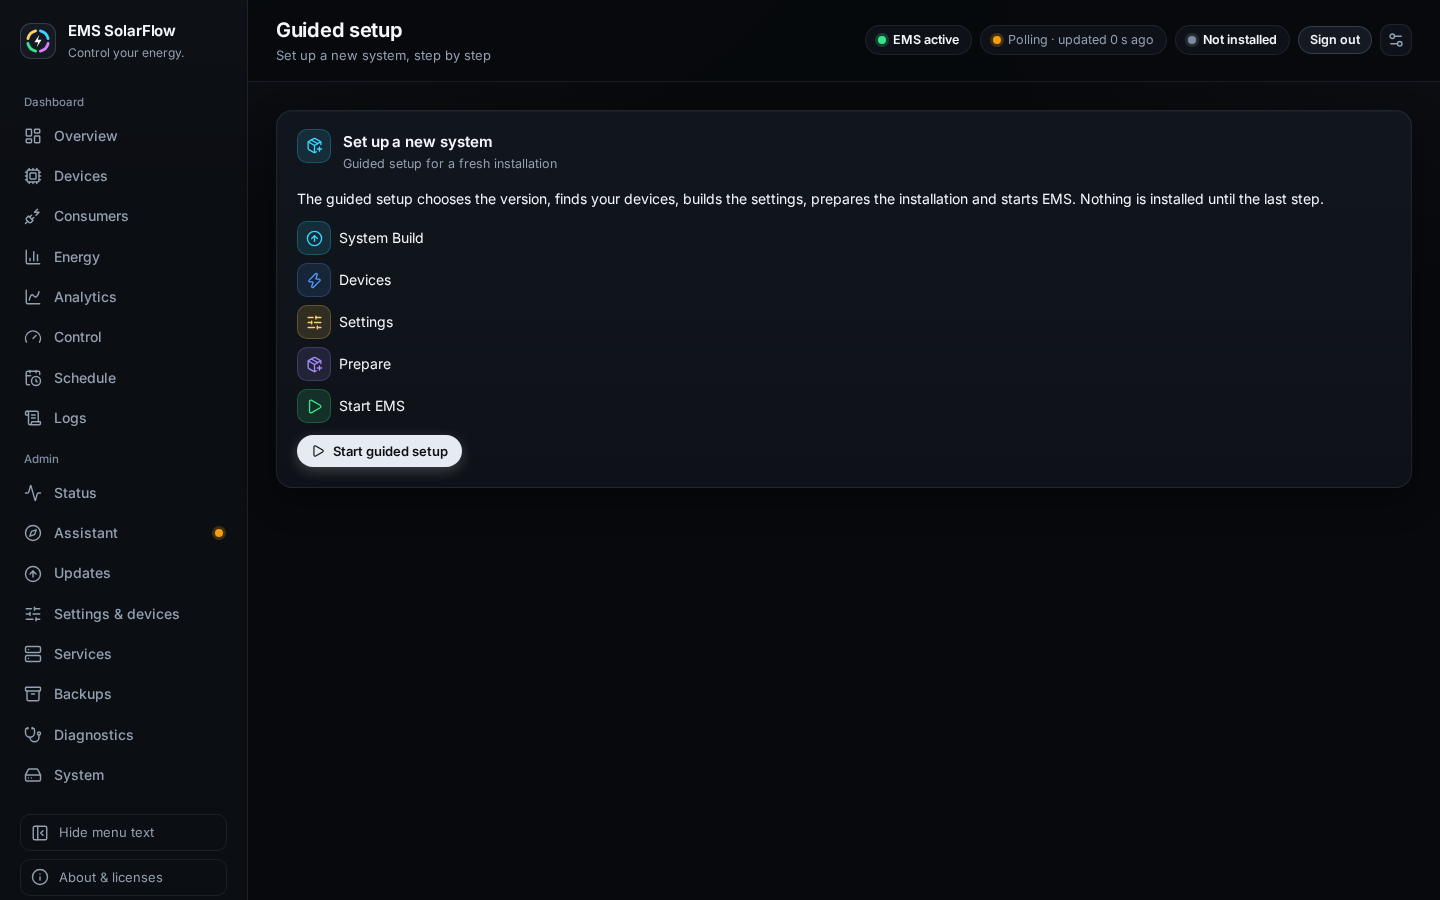 EMS SolarFlow
Control your energy.
Dashboard
Overview
Devices
Consumers
Energy
Analytics
Control
Schedule
Logs
Admin
Status
Assistant
Updates
Settings & devices
Services
Backups
Diagnostics
System
Hide menu text
About & licenses
Guided setup
Set up a new system, step by step
EMS active
Polling · updated 0 s ago
Not installed
Sign out
Set up a new system
Guided setup for a fresh installation
The guided setup chooses the version, finds your devices, builds the settings, prepares the installation and starts EMS. Nothing is installed until the last step.
System Build
Devices
Settings
Prepare
Start EMS
Start guided setup